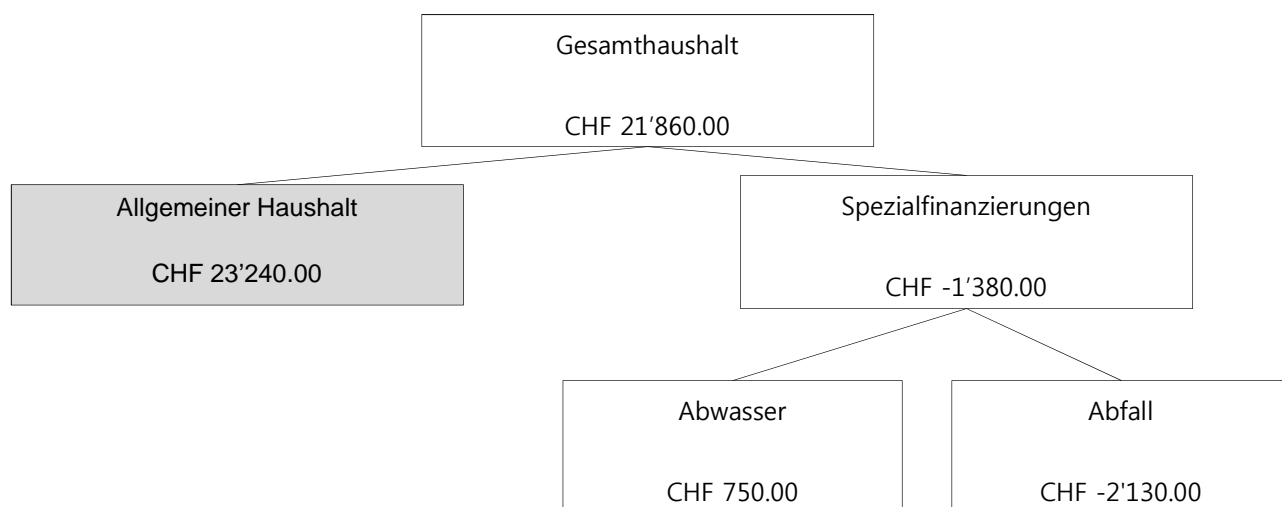 Gesamthaushalt
CHF 21’860.00
Allgemeiner Haushalt
CHF 23’240.00
Spezialfinanzierungen
CHF -1’380.00
Abwasser
CHF 750.00
Abfall
CHF -2'130.00